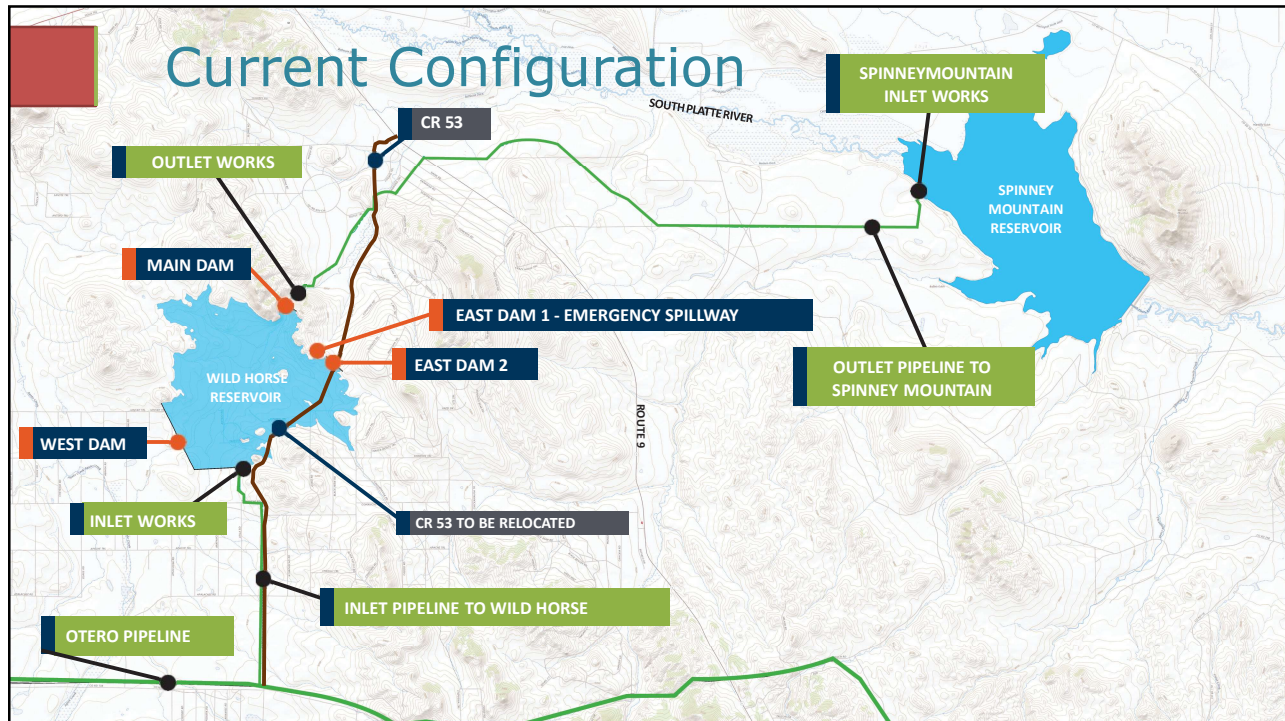 Current Configuration
SPINNEYMOUNTAIN
INLET WORKS
SOUTH PLATTE RIVER
CR 53
OUTLET WORKS
SPINNEY
MOUNTAIN
RESERVOIR
MAIN DAM
EAST DAM 1 - EMERGENCY SPILLWAY
EAST DAM 2
OUTLET PIPELINE TO
SPINNEY MOUNTAIN
WILD HORSE
RESERVOIR
ROUTE 9
WEST DAM
INLET WORKS
CR 53 TO BE RELOCATED
INLET PIPELINE TO WILD HORSE
OTERO PIPELINE